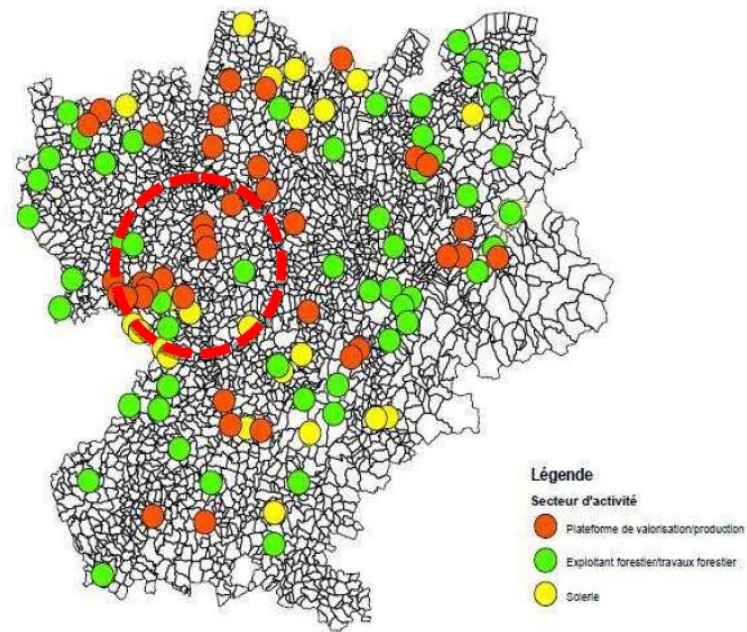 Légende
Secteur d'activité
Plateforme de valorisation/production
Exploitant forestier/travaux forestier
Scierie